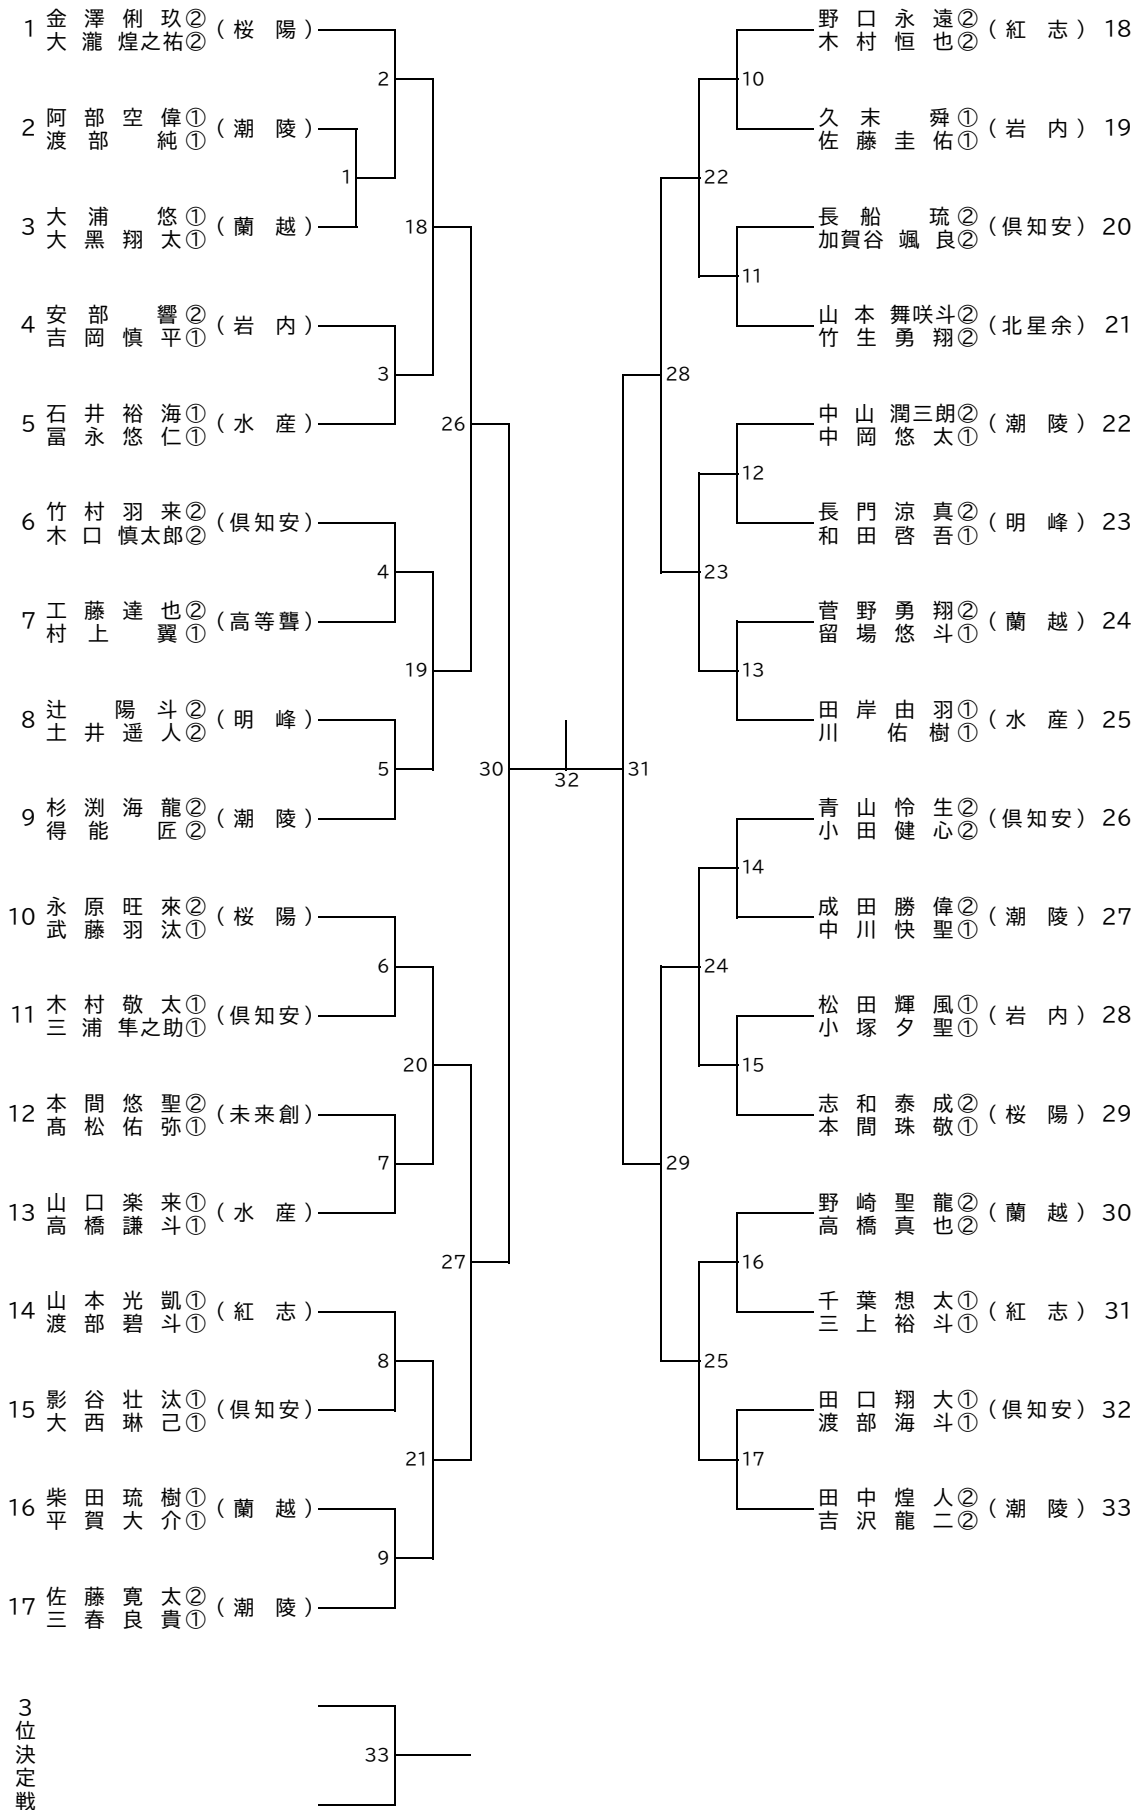 1 金澤俐玖② (桜陽)
大瀧煌之祐②
2 阿部空偉① (潮陵)
渡部純①
3 大浦悠① (蘭越)
大黒翔太①
4 安部響② (岩内)
吉岡慎平①
5 石井裕海① (水産)
冨永悠仁①
6 竹村羽来② (倶知安)
木口慎太郎②
7 工藤達也② (高等聾)
村上翼①
8 辻陽斗② (明峰)
土井遥人②
9 杉渕海龍② (潮陵)
得能匠②
10 永原旺來② (桜陽)
武藤羽汰①
11 木村敬太① (倶知安)
三浦隼之助①
12 本間悠聖② (未来創)
髙松佑弥①
13 山口楽来① (水産)
高橋謙斗①
14 山本光凱① (紅志)
渡部碧斗①
15 影谷壮汰① (倶知安)
大西琳己①
16 柴田琉樹① (蘭越)
平賀大介①
17 佐藤寛太② (潮陵)
三春良貴①
1
2
3
4
5
6
7
8
9
18
19
20
21
26
27
30
32
31
28
29
22
23
24
25
10
11
12
13
14
15
16
17
野口永遠② (紅志) 18
木村恒也②
久末舜① (岩内) 19
佐藤圭佑①
長船琉② (倶知安) 20
加賀谷颯良②
山本舞咲斗② (北星余) 21
竹生勇翔②
中山潤三朗② (潮陵) 22
中岡悠太①
長門涼真② (明峰) 23
和田啓吾①
菅野勇翔② (蘭越) 24
留場悠斗①
田岸由羽① (水産) 25
川佑樹①
青山怜生② (倶知安) 26
小田健心②
成田勝偉② (潮陵) 27
中川快聖①
松田輝風① (岩内) 28
小塚夕聖①
志和泰成② (桜陽) 29
本間珠敬①
野崎聖龍② (蘭越) 30
高橋真也②
千葉想太① (紅志) 31
三上裕斗①
田口翔大① (倶知安) 32
渡部海斗①
田中煌人② (潮陵) 33
吉沢龍二②
3位決定戦
33